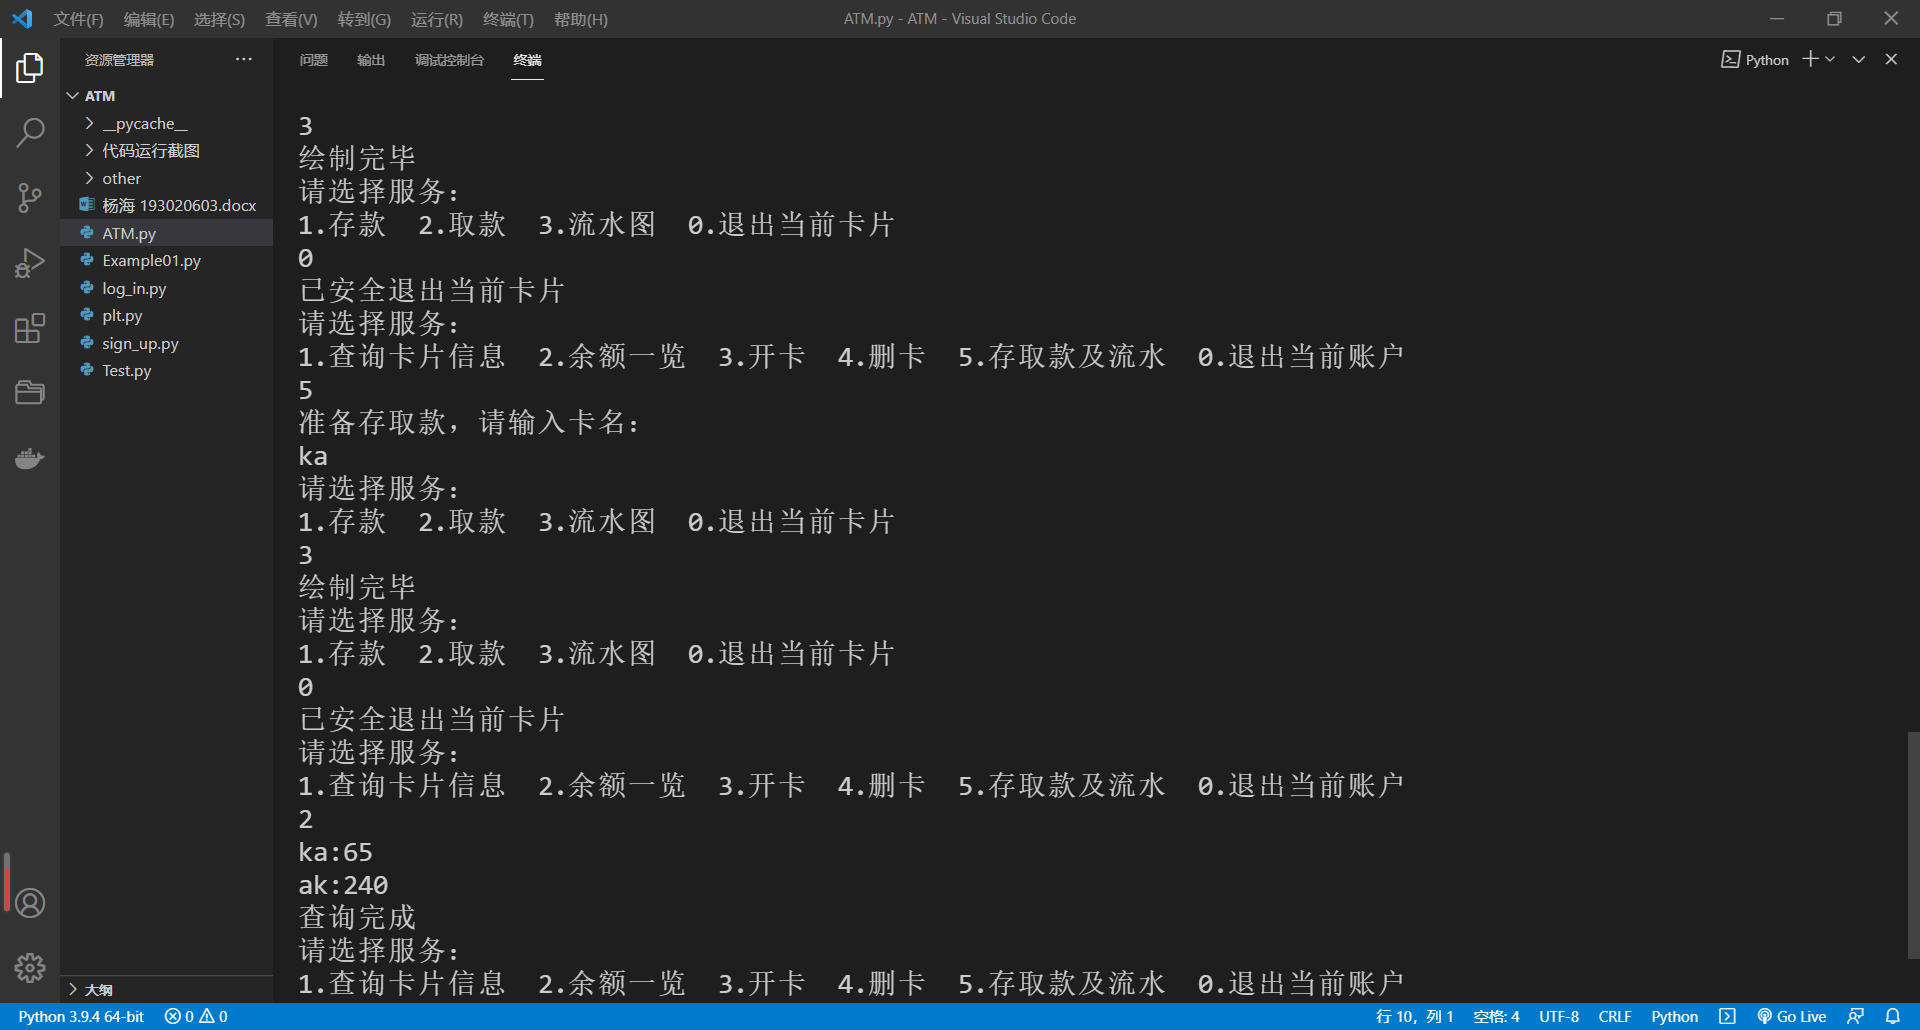 文件(F) 编辑(E) 选择(S) 查看(V) 转到(G) 运行(R) 终端(T) 帮助(H) ATM.py - ATM - Visual Studio Code
资源管理器
ATM
__pycache__
代码运行截图
other
杨海 193020603.docx
ATM.py
Example01.py
log_in.py
plt.py
sign_up.py
Test.py
大纲
问题 输出 调试控制台 终端 Python
3
绘制完毕
请选择服务:
1.存款 2.取款 3.流水图 0.退出当前卡片
0
已安全退出当前卡片
请选择服务:
1.查询卡片信息 2.余额一览 3.开卡 4.删卡 5.存取款及流水 0.退出当前账户
5
准备存取款，请输入卡名:
ka
请选择服务:
1.存款 2.取款 3.流水图 0.退出当前卡片
3
绘制完毕
请选择服务:
1.存款 2.取款 3.流水图 0.退出当前卡片
0
已安全退出当前卡片
请选择服务:
1.查询卡片信息 2.余额一览 3.开卡 4.删卡 5.存取款及流水 0.退出当前账户
2
ka:65
ak:240
查询完成
请选择服务:
1.查询卡片信息 2.余额一览 3.开卡 4.删卡 5.存取款及流水 0.退出当前账户
Python 3.9.4 64-bit 0 0 行 10，列 1 空格: 4 UTF-8 CRLF Python Go Live